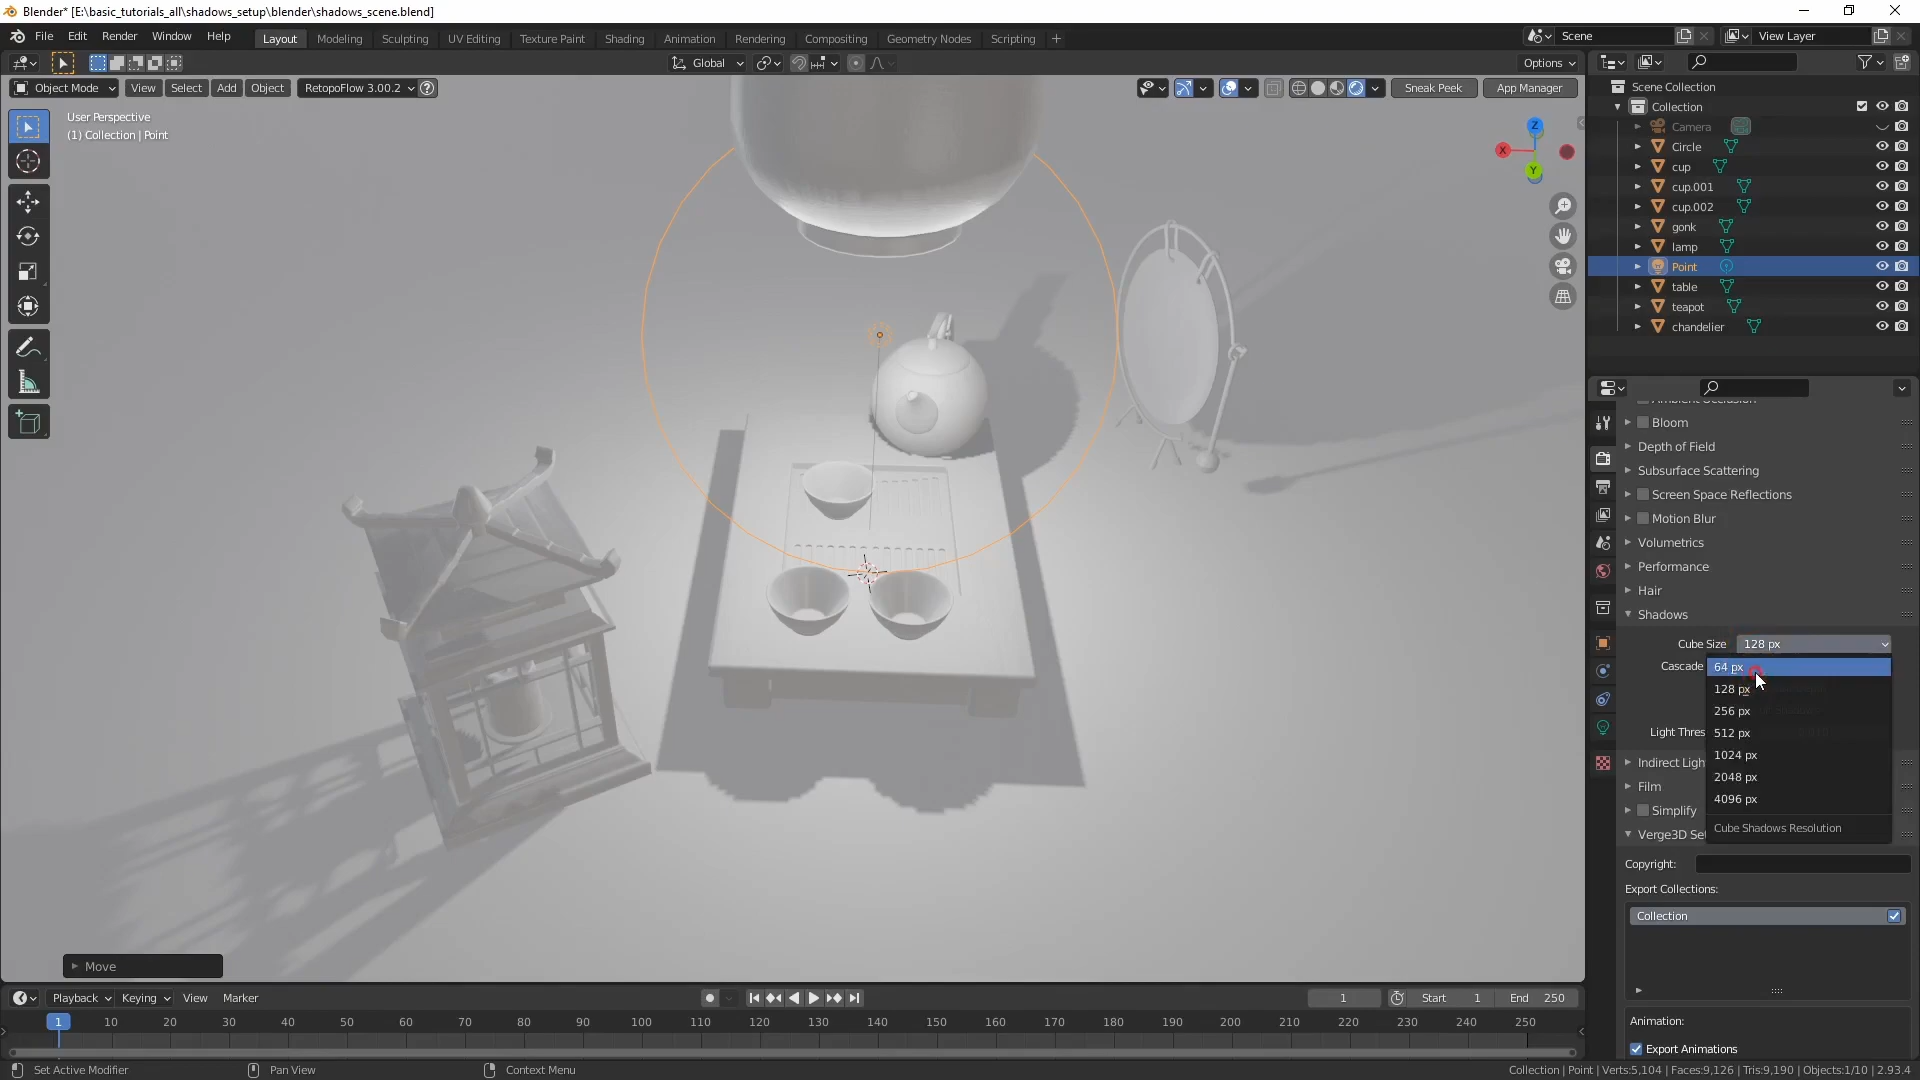 Blender* [E:\basic_tutorials_all\shadows_setup\blender\shadows_scene.blend]
File Edit Render Window Help Layout Modeling Sculpting UV Editing Texture Paint Shading Animation Rendering Compositing Geometry Nodes Scripting + Scene View Layer
Global Options
Object Mode View Select Add Object RetopoFlow 3.00.2 Sneak Peek App Manager
User Perspective
(1) Collection | Point
Z
X
Y
Scene Collection
Collection
Camera
Circle
cup
cup.001
cup.002
gonk
lamp
Point
table
teapot
chandelier
Bloom
Depth of Field
Subsurface Scattering
Screen Space Reflections
Motion Blur
Volumetrics
Performance
Hair
Shadows
Cube Size 128 px
Cascade 64 px
128 px
256 px
Light Thres 512 px
1024 px
Indirect Ligh
2048 px
Film
4096 px
Simplify
Cube Shadows Resolution
Verge3D Set
Copyright:
Export Collections:
Collection
Animation:
Export Animations
Move
Playback Keying View Marker 1 Start 1 End 250
1 10 20 30 40 50 60 70 80 90 100 110 120 130 140 150 160 170 180 190 200 210 220 230 240 250
Set Active Modifier Pan View Context Menu Collection | Point | Verts:5,104 | Faces:9,126 | Tris:9,190 | Objects:1/10 | 2.93.4